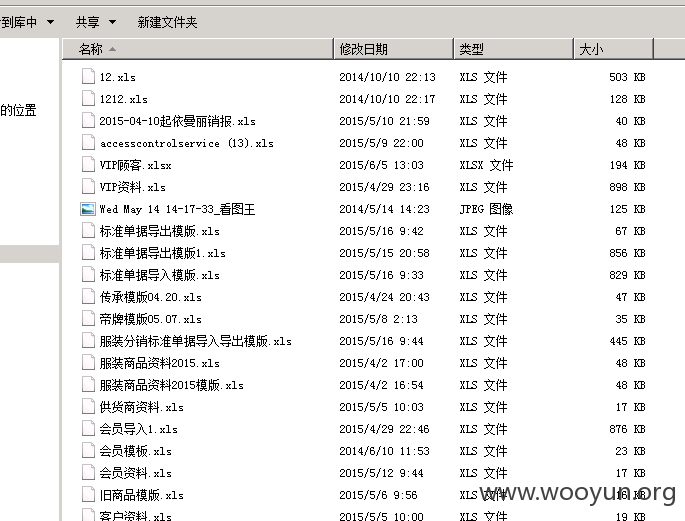 到库中 共享 新建文件夹
名称 修改日期 类型 大小
12.xls 2014/10/10 22:13 XLS 文件 503 KB
1212.xls 2014/10/10 22:17 XLS 文件 128 KB
的位置
2015-04-10起依曼丽销报.xls 2015/5/10 21:59 XLS 文件 40 KB
accesscontrolservice (13).xls 2015/5/9 22:00 XLS 文件 48 KB
VIP顾客.xlsx 2015/6/5 13:03 XLSX 文件 194 KB
VIP资料.xls 2015/4/29 23:16 XLS 文件 898 KB
Wed May 14 14-17-33_看图王 2014/5/14 14:23 JPEG 图像 125 KB
标准单据导出模版.xls 2015/5/16 9:42 XLS 文件 67 KB
标准单据导出模版1.xls 2015/5/15 20:58 XLS 文件 856 KB
标准单据导入模版.xls 2015/5/16 9:33 XLS 文件 829 KB
传承模版04.20.xls 2015/4/24 20:43 XLS 文件 47 KB
帝牌模版05.07.xls 2015/5/8 2:13 XLS 文件 35 KB
服装分销标准单据导入导出模版.xls 2015/5/16 9:44 XLS 文件 445 KB
服装商品资料2015.xls 2015/4/2 17:00 XLS 文件 48 KB
服装商品资料2015模版.xls 2015/4/2 16:54 XLS 文件 48 KB
供货商资料.xls 2015/5/5 10:03 XLS 文件 17 KB
会员导入1.xls 2015/4/29 22:46 XLS 文件 876 KB
会员模板.xls 2014/6/10 11:53 XLS 文件 23 KB
会员资料.xls 2015/5/12 9:44 XLS 文件 17 KB
旧商品模版.xls 2015/5/6 9:56 XLS 文件 16 KB
www.wooyun.org
客户资料.xls 2015/5/5 10:00 XLS 文件 19 KB